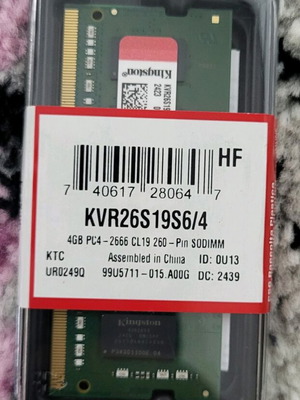 Kingston
HF
7 40617 28064 7
KVR26S19S6/4
4GB PC4-2666 CL19 260-Pin SODIMM
KTC Assembled in China ID: 0U13
UR0249Q 99U5711-015.A00G DC: 2439